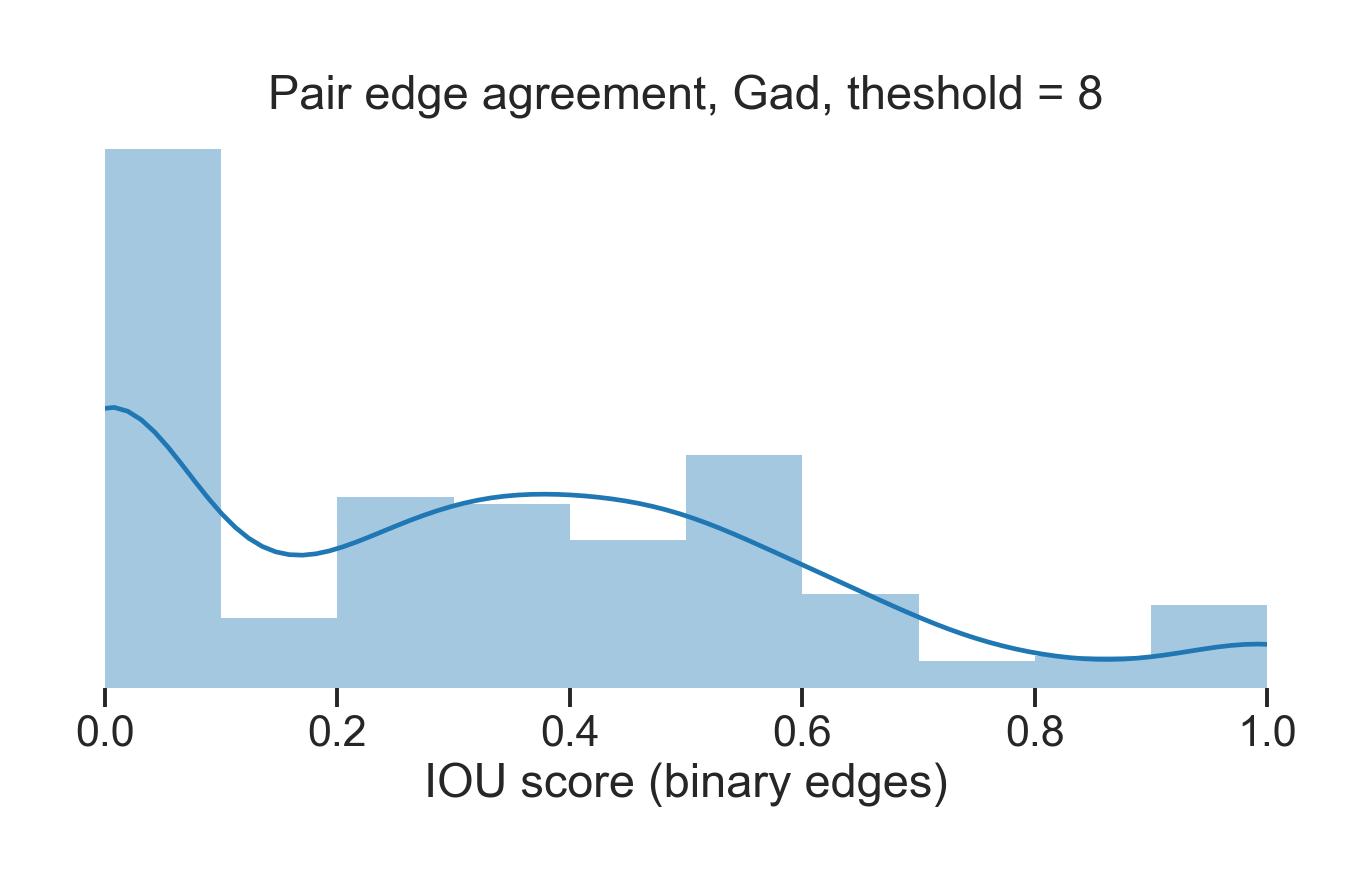 Pair edge agreement, Gad, theshold = 8
0.0 0.2 0.4 0.6 0.8 1.0
IOU score (binary edges)